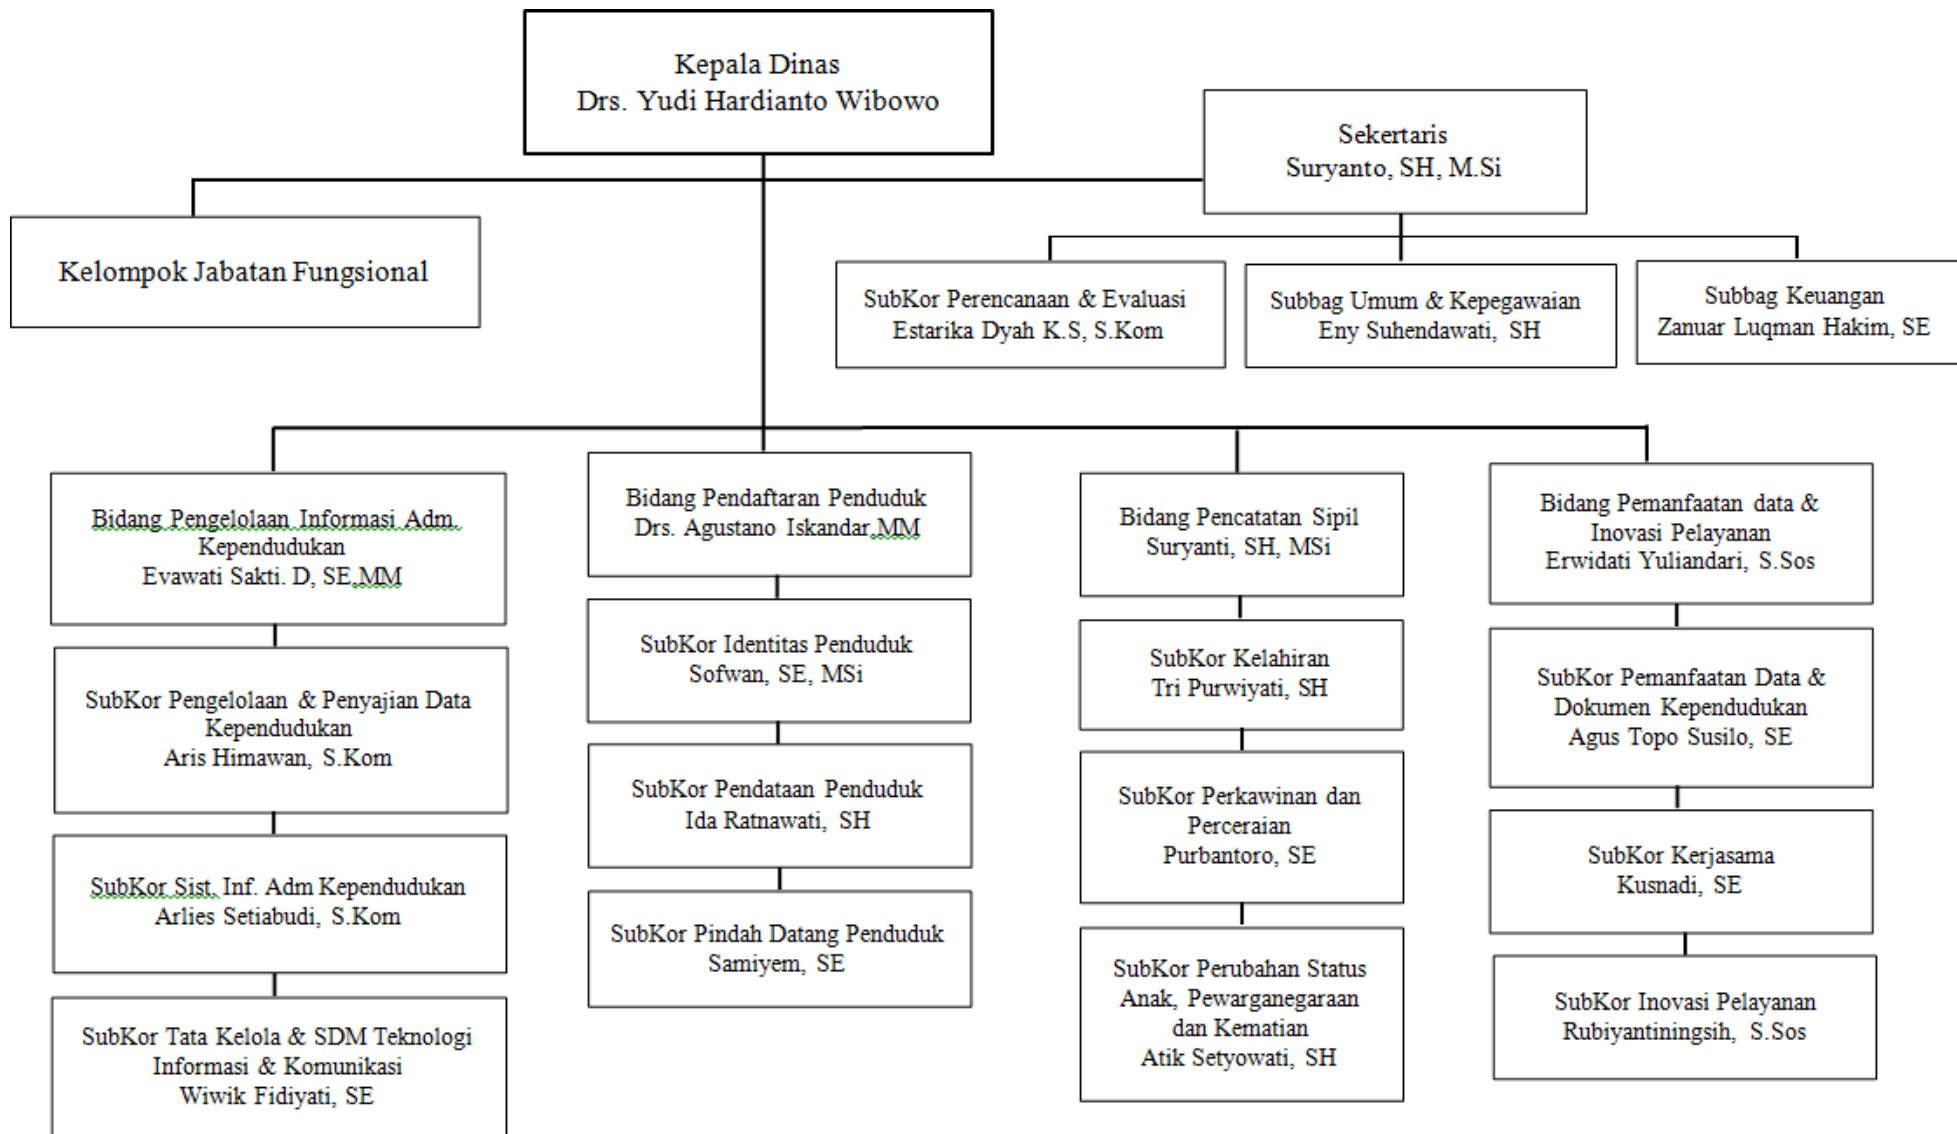 Kepala Dinas
Drs. Yudi Hardianto Wibowo
Sekertaris
Suryanto, SH, M.Si
Kelompok Jabatan Fungsional
SubKor Perencanaan & Evaluasi
Estarika Dyah K.S, S.Kom
Subbag Umum & Kepegawaian
Eny Suhendawati, SH
Subbag Keuangan
Zanuar Luqman Hakim, SE
Bidang Pengelolaan Informasi Adm.
Kependudukan
Evawati Sakti. D, SE,MM
SubKor Pengelolaan & Penyajian Data
Kependudukan
Aris Himawan, S.Kom
SubKor Sist. Inf. Adm Kependudukan
Arlies Setiabudi, S.Kom
SubKor Tata Kelola & SDM Teknologi
Informasi & Komunikasi
Wiwik Fidiyati, SE
Bidang Pendaftaran Penduduk
Drs. Agustano Iskandar,MM
SubKor Identitas Penduduk
Sofwan, SE, MSi
SubKor Pendataan Penduduk
Ida Ratnawati, SH
SubKor Pindah Datang Penduduk
Samiyem, SE
Bidang Pencatatan Sipil
Suryanti, SH, MSi
SubKor Kelahiran
Tri Purwiyati, SH
SubKor Perkawinan dan
Perceraian
Purbantoro, SE
SubKor Perubahan Status
Anak, Pewarganegaraan
dan Kematian
Atik Setyowati, SH
Bidang Pemanfaatan data &
Inovasi Pelayanan
Erwidati Yuliandari, S.Sos
SubKor Pemanfaatan Data &
Dokumen Kependudukan
Agus Topo Susilo, SE
SubKor Kerjasama
Kusnadi, SE
SubKor Inovasi Pelayanan
Rubiyantiningsih, S.Sos